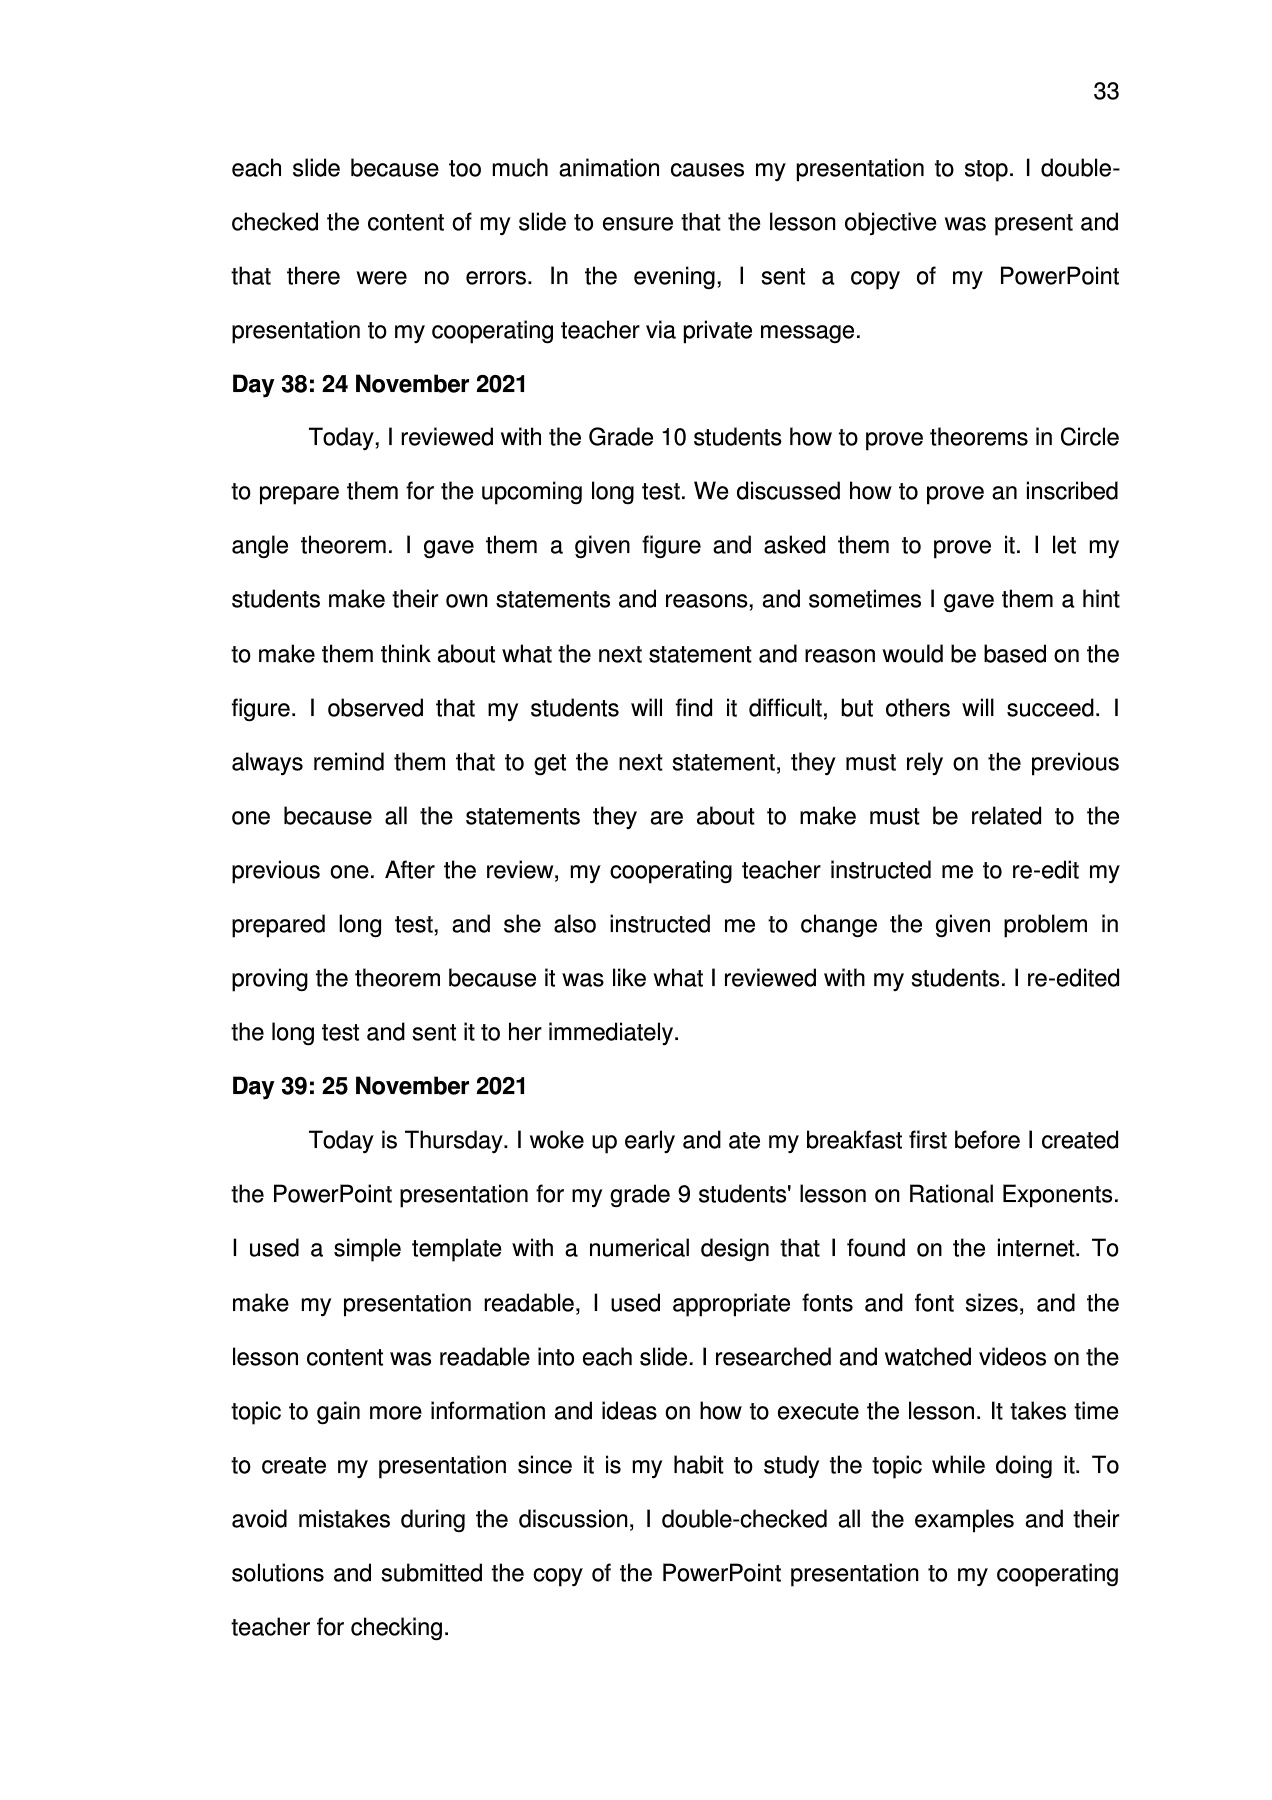 33
each slide because too much animation causes my presentation to stop. I double-
checked the content of my slide to ensure that the lesson objective was present and
that there were no errors. In the evening, I sent a copy of my PowerPoint
presentation to my cooperating teacher via private message.
Day 38: 24 November 2021
Today, I reviewed with the Grade 10 students how to prove theorems in Circle
to prepare them for the upcoming long test. We discussed how to prove an inscribed
angle theorem. I gave them a given figure and asked them to prove it. I let my
students make their own statements and reasons, and sometimes I gave them a hint
to make them think about what the next statement and reason would be based on the
figure. I observed that my students will find it difficult, but others will succeed. I
always remind them that to get the next statement, they must rely on the previous
one because all the statements they are about to make must be related to the
previous one. After the review, my cooperating teacher instructed me to re-edit my
prepared long test, and she also instructed me to change the given problem in
proving the theorem because it was like what I reviewed with my students. I re-edited
the long test and sent it to her immediately.
Day 39: 25 November 2021
Today is Thursday. I woke up early and ate my breakfast first before I created
the PowerPoint presentation for my grade 9 students' lesson on Rational Exponents.
I used a simple template with a numerical design that I found on the internet. To
make my presentation readable, I used appropriate fonts and font sizes, and the
lesson content was readable into each slide. I researched and watched videos on the
topic to gain more information and ideas on how to execute the lesson. It takes time
to create my presentation since it is my habit to study the topic while doing it. To
avoid mistakes during the discussion, I double-checked all the examples and their
solutions and submitted the copy of the PowerPoint presentation to my cooperating
teacher for checking.